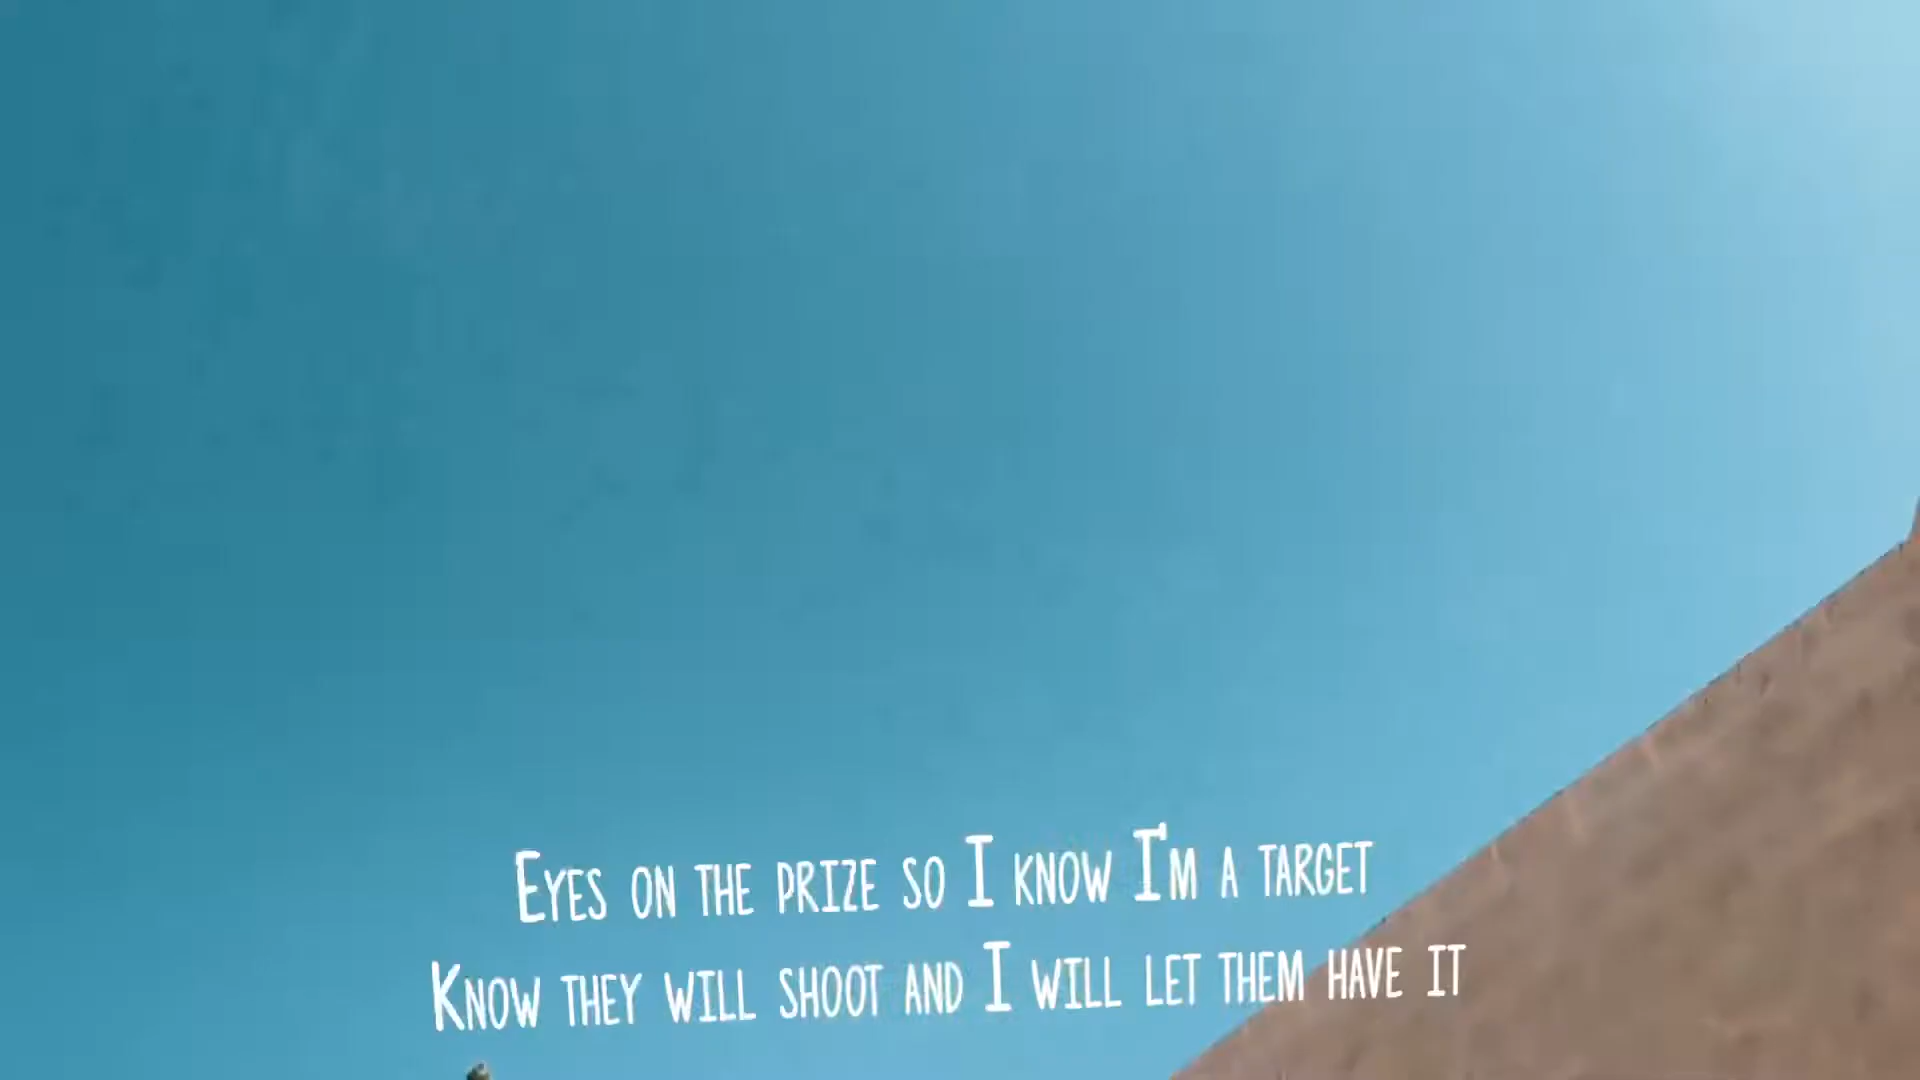 Eyes on the prize so I know I'm a target
Know they will shoot and I will let them have it